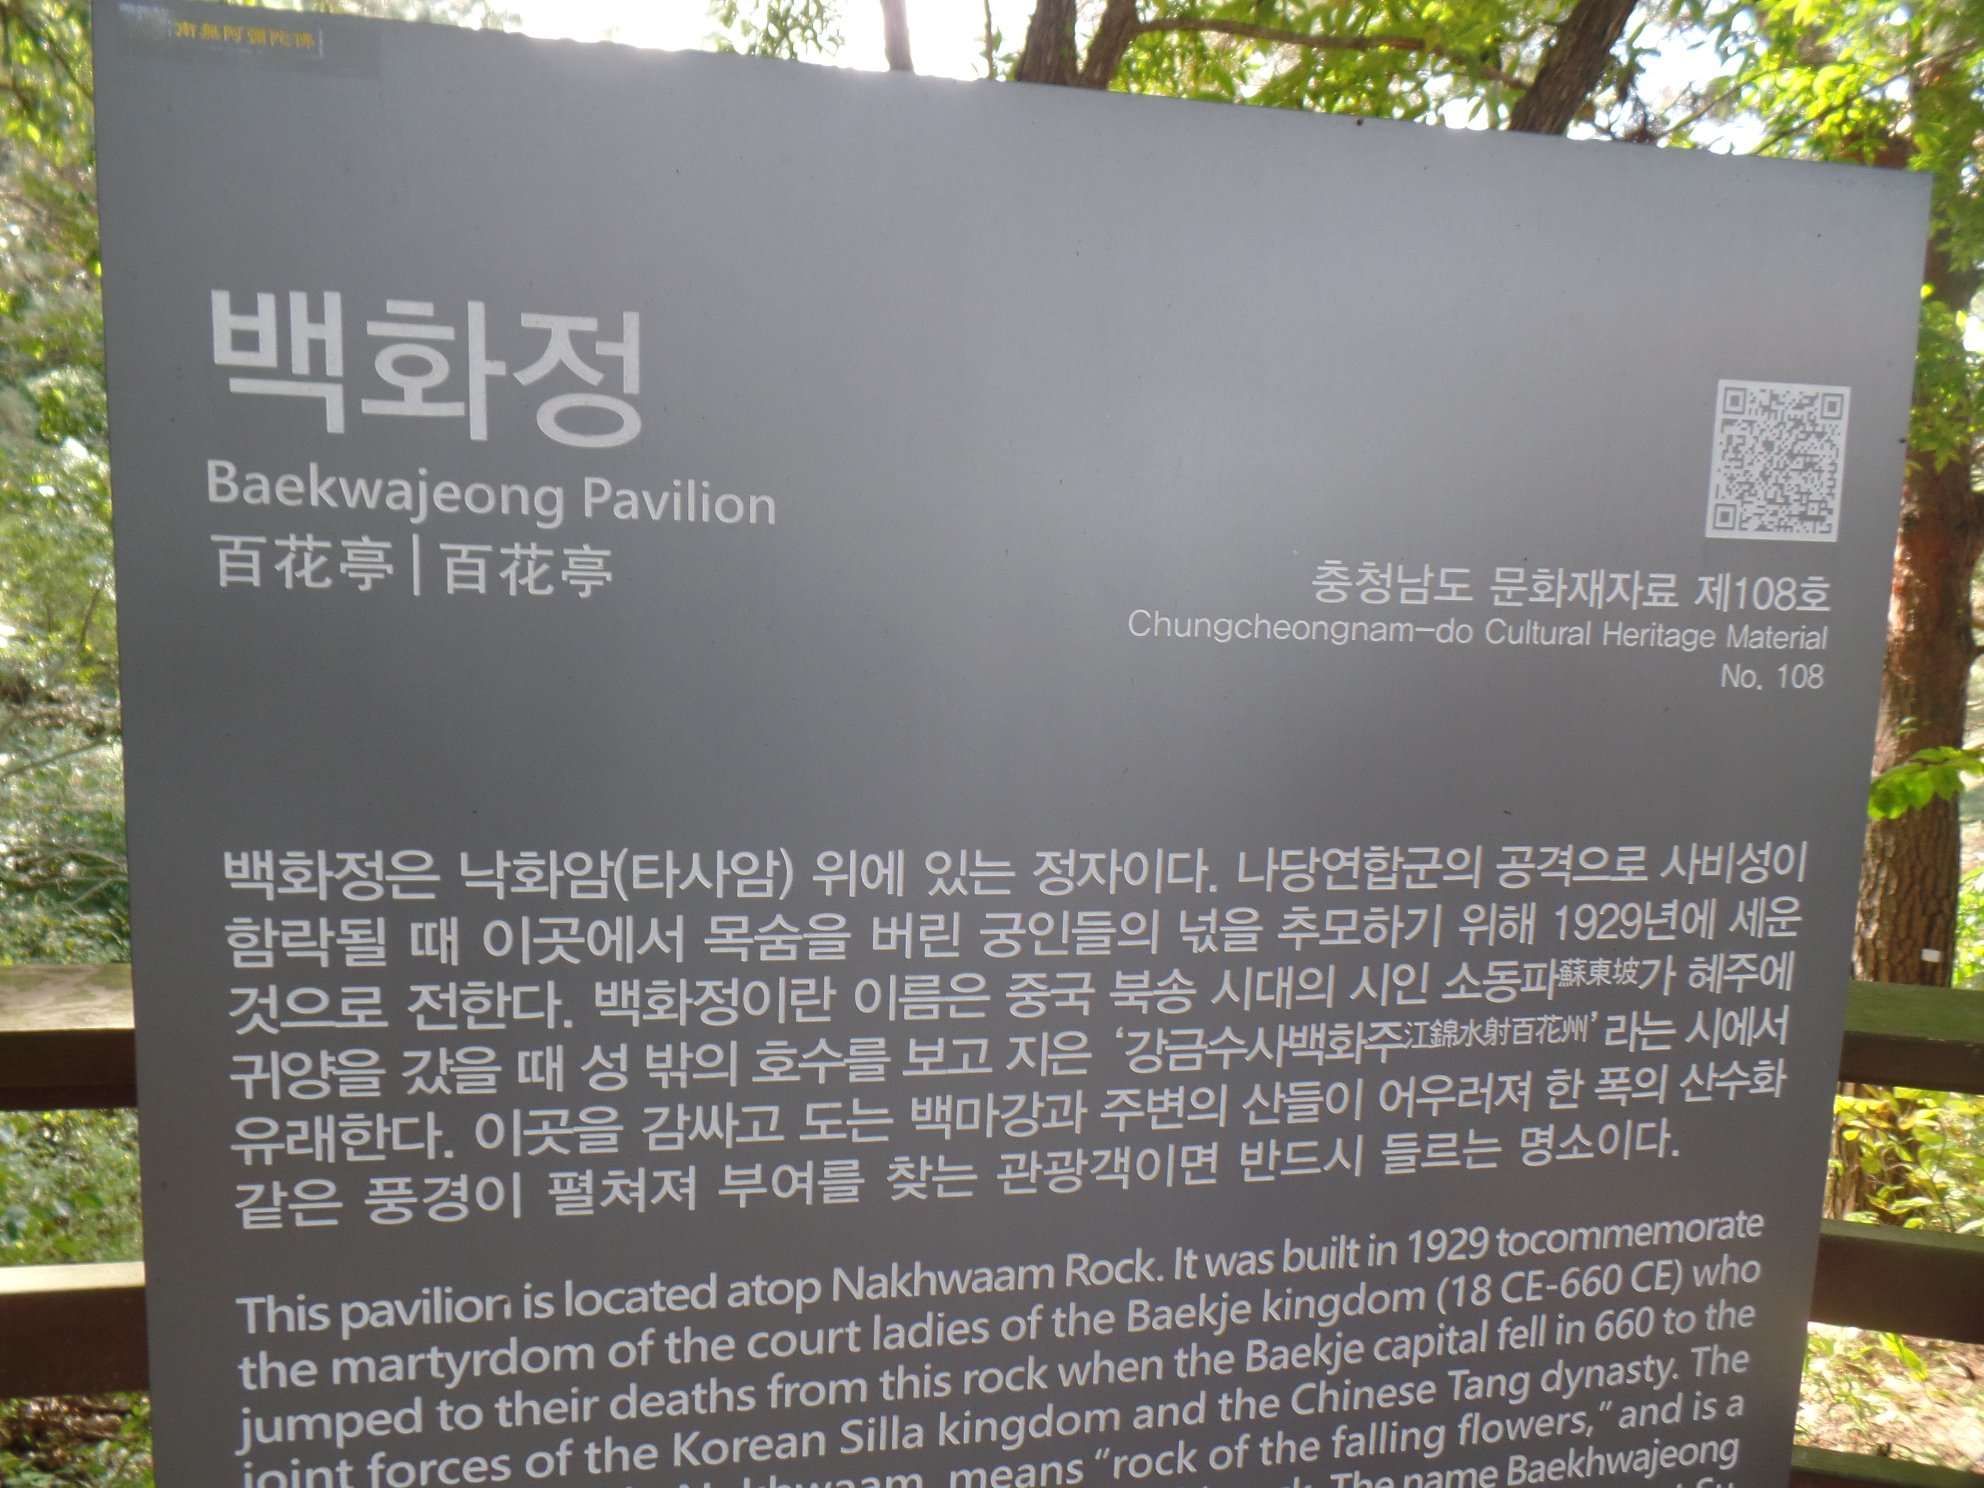 南無阿彌陀佛
백화정
Baekwajeong Pavilion
百花亭|百花亭
충청남도 문화재자료 제108호
Chungcheongnam-do Cultural Heritage Material
No. 108
백화정은 낙화암(타사암) 위에 있는 정자이다. 나당연합군의 공격으로 사비성이
함락될 때 이곳에서 목숨을 버린 궁인들의 넋을 추모하기 위해 1929년에 세운
것으로 전한다. 백화정이란 이름은 중국 북송 시대의 시인 소동파蘇東坡가 혜주에
귀양을 갔을 때 성 밖의 호수를 보고 지은 ‘강금수사백화주江錦水射百花州’라는 시에서
유래한다. 이곳을 감싸고 도는 백마강과 주변의 산들이 어우러져 한 폭의 산수화
같은 풍경이 펼쳐져 부여를 찾는 관광객이면 반드시 들르는 명소이다.
This pavilion is located atop Nakhwaam Rock. It was built in 1929 tocommemorate
the martyrdom of the court ladies of the Baekje kingdom (18 CE-660 CE) who
jumped to their deaths from this rock when the Baekje capital fell in 660 to the
joint forces of the Korean Silla kingdom and the Chinese Tang dynasty. The
Nakhwaam, means “rock of the falling flowers,” and is a
The name Baekhwajeong